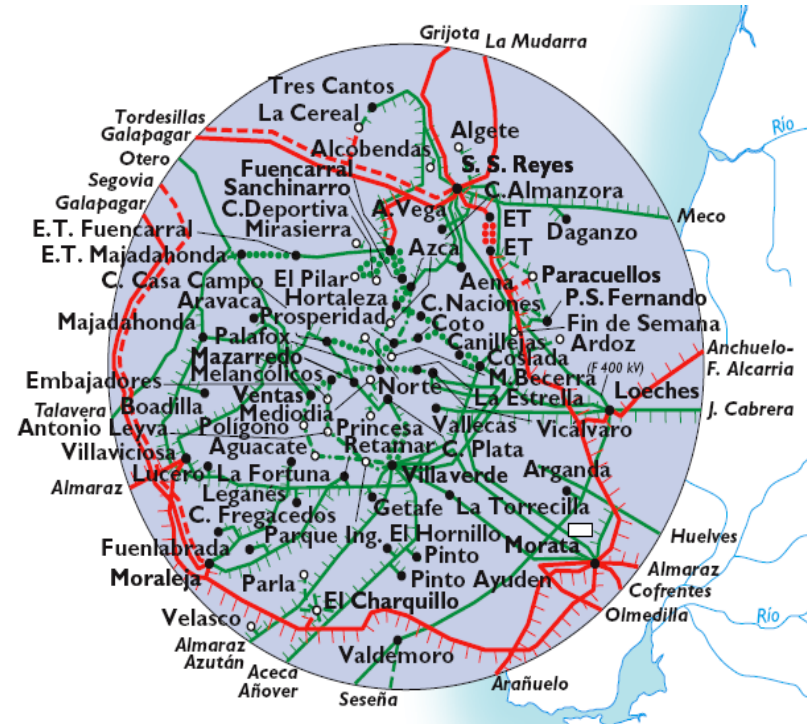 Grijota
La Mudarra
Tres Cantos
La Cereal
Tordesillas
Galapagar
Algete
Alcobendas
Otero
Fuencarral
S. S. Reyes
Segovia
Sanchinarro
C.Almanzora
Galapagar
C.Deportiva
A.Vega
ET
Meco
E.T. Fuencarral
Mirasierra
Daganzo
Azca
ET
E.T. Majadahonda
El Pilar
Aena
Paracuellos
C. Casa Campo
Hortaleza
C.Naciones
P.S. Fernando
Aravaca
Prosperidad
Majadahonda
Coto
Fin de Semana
Palafox
Canillejas
Ardoz
Anchuelo-
F. Alcarria
Mazarredo
Coslada
(F 400 kV)
Melancólicos
M.Becerra
Embajadores
Norte
Loeches
Ventas
La Estrella
Talavera
Boadilla
Mediodia
J. Cabrera
Antonio Leyva
Polígono
Princesa
Vallecas
Vicálvaro
Villaviciosa
Aguacate
Retamar
C. Plata
Lucero
La Fortuna
Villaverde
Arganda
Almaraz
Leganés
Getafe
La Torrecilla
C. Fregacedos
Parque Ing.
El Hornillo
Huelves
Fuenlabrada
Pinto
Morata
Moraleja
Parla
Pinto Ayuden
Almaraz
Cofrentes
El Charquillo
Olmedilla
Velasco
Almaraz
Azután
Valdemoro
Aceca
Añover
Seseña
Arañuelo
Río
Río